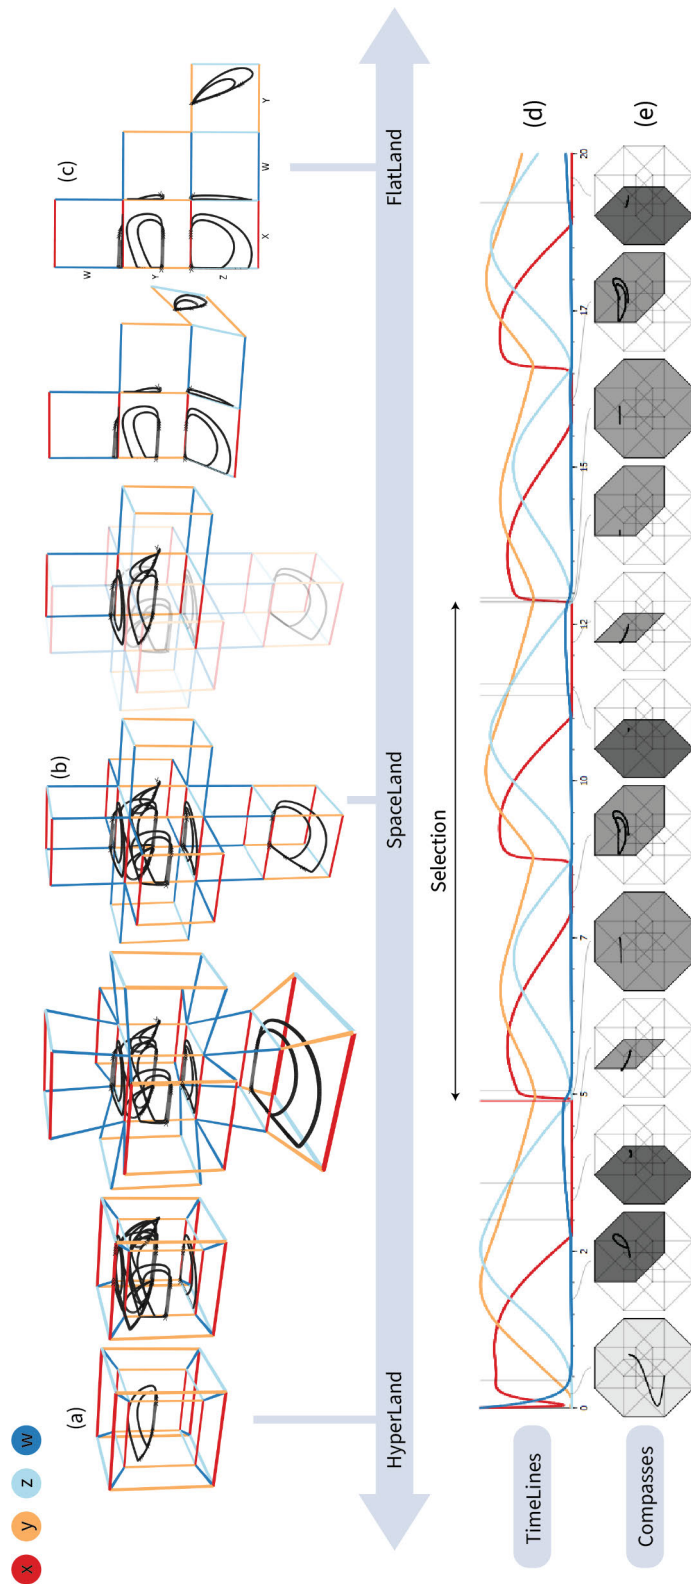 x y z w
(a)
(b)
(c)
W
Y
Z
X
W
Y
HyperLand
SpaceLand
FlatLand
Selection
TimeLines
(d)
0
2
5
7
10
12
15
17
20
Compasses
(e)